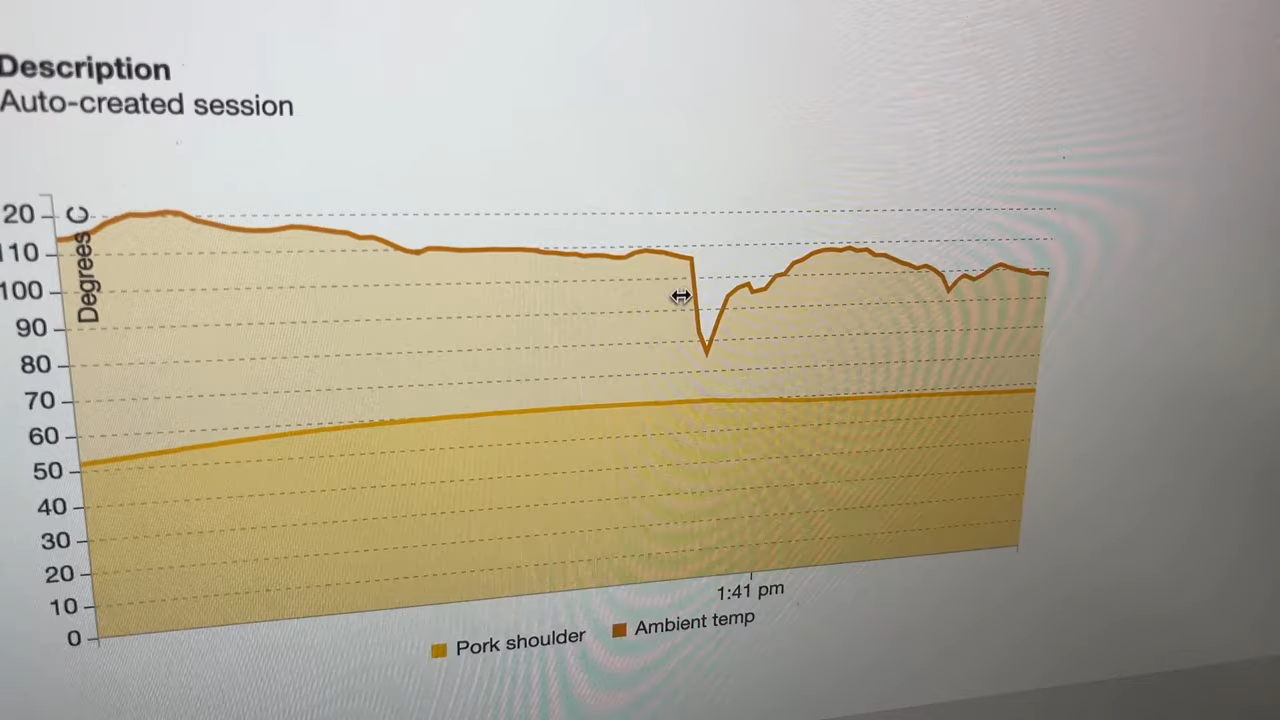 Description
Auto-created session
20
110
100
90
80
70
60
50
40
30
20
10
0
Degrees C
1:41 pm
Pork shoulder
Ambient temp